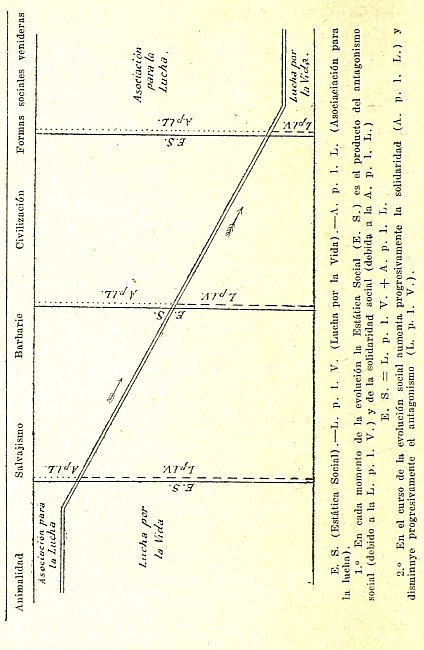 Animalidad Salvajismo Barbarie Civilización Formas sociales venideras
Asociación para
la Lucha
Lucha por
la Vida
A p l L.
L p l V.
E. S.
A p l L.
L p l V.
E. S.
A p l L.
L p l V.
E. S.
Asociación
para la
Lucha.
Lucha por
la Vida.
E. S. (Estática Social).—L. p. l. V. (Lucha por la Vida).—A. p. l. L. (Asociación para
la lucha).
1.º En cada momento de la evolución la Estática Social (E. S.) es el producto del antagonismo
social (debido a la L. p. l. V.) y de la solidaridad social (debida a la A. p. l. L.)
E. S. = L. p. l. V. + A. p. l. L.
2.º En el curso de la evolución social aumenta progresivamente la solidaridad (A. p. l. L.) y
disminuye progresivamente el antagonismo (L. p. l. V.).